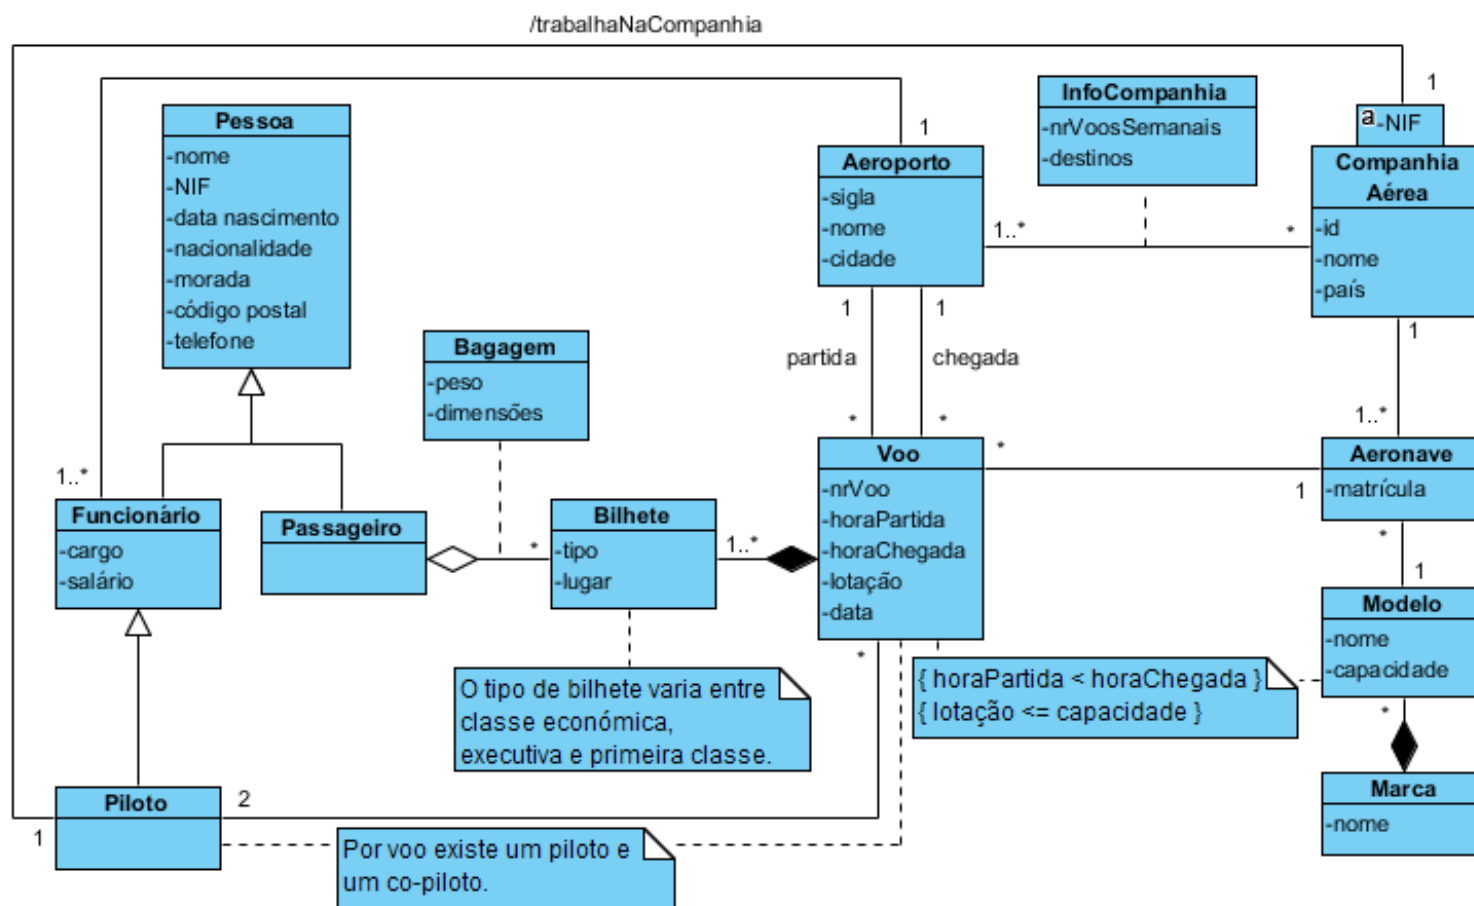 /trabalhaNaCompanhia
1
InfoCompanhia
-nrVoosSemanais
-destinos
a -NIF
Pessoa
-nome
-NIF
-data nascimento
-nacionalidade
-morada
-código postal
-telefone
1
Aeroporto
-sigla
-nome
-cidade
1..*
*
Companhia
Aérea
-id
-nome
-país
1
1
1
partida
chegada
*
*
1..*
Bagagem
-peso
-dimensões
1..*
Funcionário
-cargo
-salário
Passageiro
*
Bilhete
-tipo
-lugar
1..*
Voo
-nrVoo
-horaPartida
-horaChegada
-lotação
-data
*
*
1
Aeronave
-matrícula
*
1
Modelo
-nome
-capacidade
*
O tipo de bilhete varia entre
classe económica,
executiva e primeira classe.
{ horaPartida < horaChegada }
{ lotação <= capacidade }
Marca
-nome
Piloto
2
1
Por voo existe um piloto e
um co-piloto.